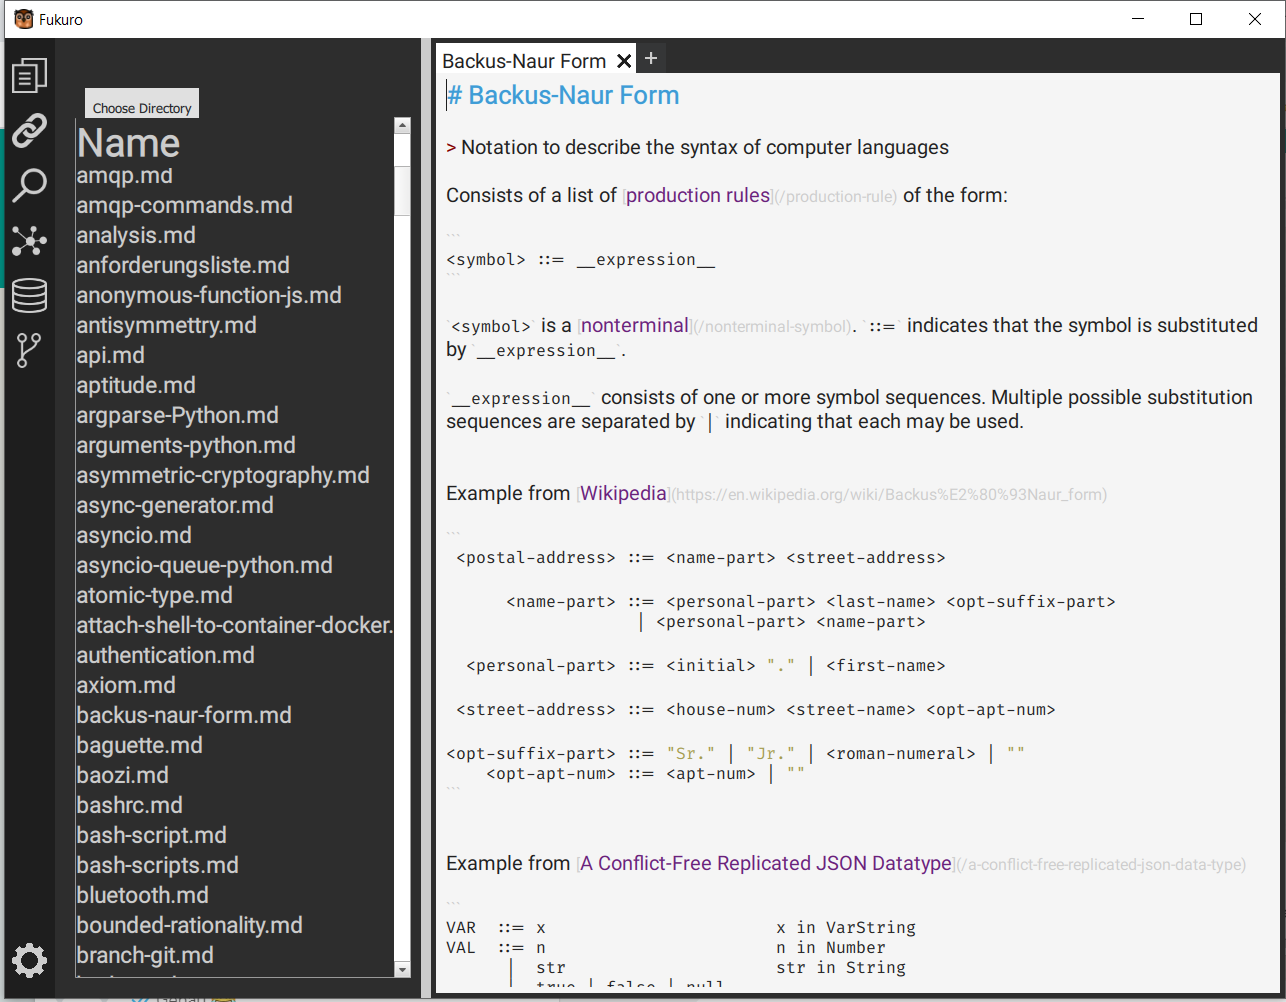 Fukuro
Choose Directory
Name
amqp.md
amqp-commands.md
analysis.md
anforderungsliste.md
anonymous-function-js.md
antisymmettry.md
api.md
aptitude.md
argparse-Python.md
arguments-python.md
asymmetric-cryptography.md
async-generator.md
asyncio.md
asyncio-queue-python.md
atomic-type.md
attach-shell-to-container-docker.
authentication.md
axiom.md
backus-naur-form.md
baguette.md
baozi.md
bashrc.md
bash-script.md
bash-scripts.md
bluetooth.md
bounded-rationality.md
branch-git.md
Backus-Naur Form
# Backus-Naur Form
> Notation to describe the syntax of computer languages
Consists of a list of [production rules](/production-rule) of the form:
```
<symbol> ::= __expression__
```
`<symbol>` is a [nonterminal](/nonterminal-symbol). `::=` indicates that the symbol is substituted
by `__expression__`.
`__expression__` consists of one or more symbol sequences. Multiple possible substitution
sequences are separated by `|` indicating that each may be used.
Example from [Wikipedia](https://en.wikipedia.org/wiki/Backus%E2%80%93Naur_form)
```
<postal-address> ::= <name-part> <street-address>
<name-part> ::= <personal-part> <last-name> <opt-suffix-part>
| <personal-part> <name-part>
<personal-part> ::= <initial> "." | <first-name>
<street-address> ::= <house-num> <street-name> <opt-apt-num>
<opt-suffix-part> ::= "Sr." | "Jr." | <roman-numeral> | ""
<opt-apt-num> ::= <apt-num> | ""
```
Example from [A Conflict-Free Replicated JSON Datatype](/a-conflict-free-replicated-json-data-type)
```
VAR ::= x x in VarString
VAL ::= n n in Number
| str str in String
| true | false | null